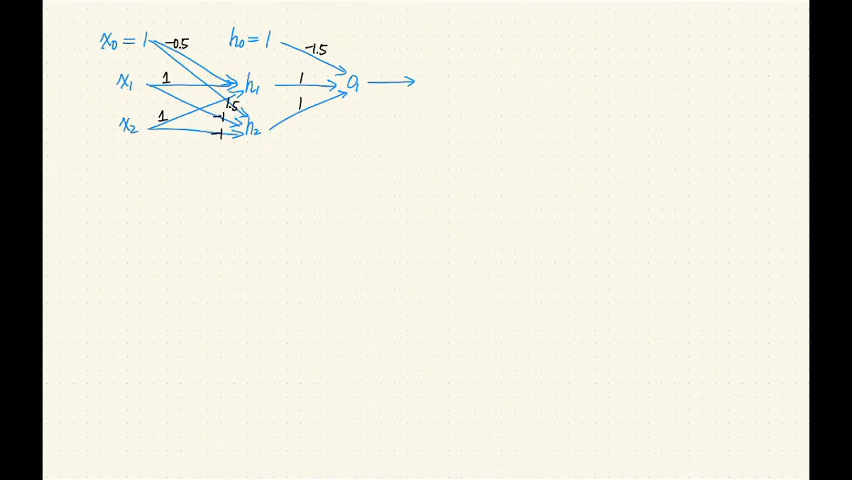 x₀ = 1 -0.5 h₀ = 1 -1.5
x₁ 1 h₁ 1 o₁
1.5 1
x₂ 1 -1 h₂
-1